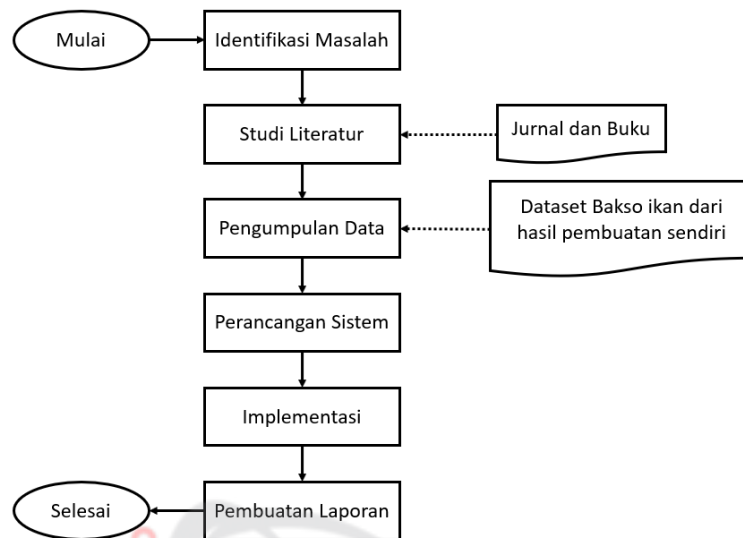 Mulai
Identifikasi Masalah
Studi Literatur
Jurnal dan Buku
Pengumpulan Data
Dataset Bakso ikan dari
hasil pembuatan sendiri
Perancangan Sistem
Implementasi
Selesai
Pembuatan Laporan